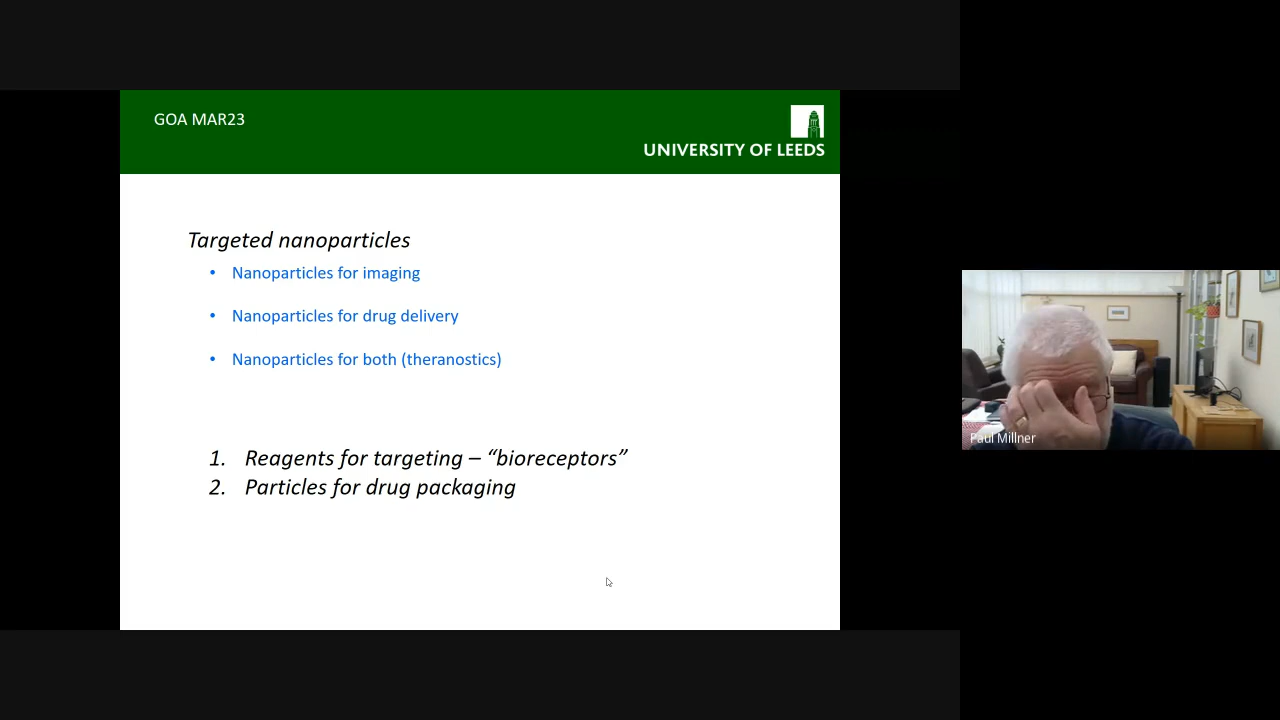 GOA MAR23
UNIVERSITY OF LEEDS
Targeted nanoparticles
• Nanoparticles for imaging
• Nanoparticles for drug delivery
• Nanoparticles for both (theranostics)
1. Reagents for targeting – “bioreceptors”
2. Particles for drug packaging
Paul Millner